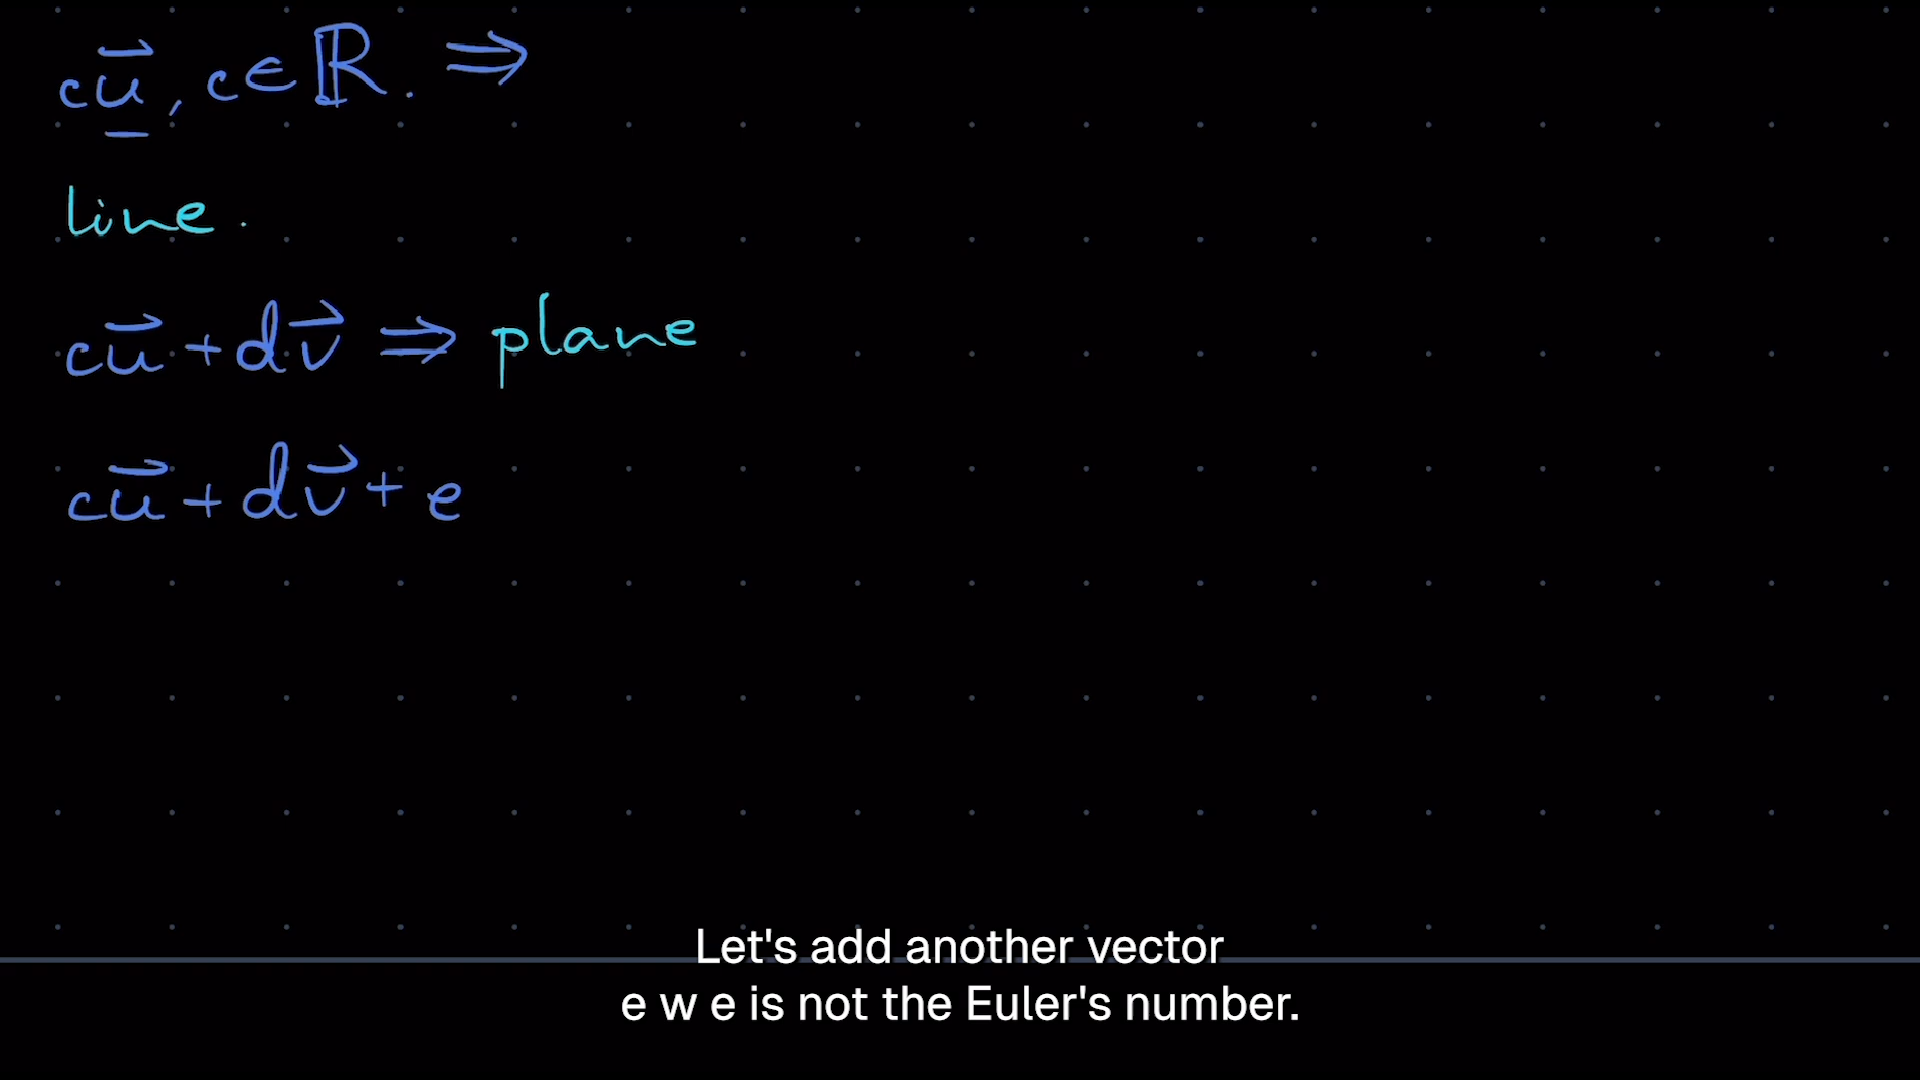 cu⃗, c∈ℝ. ⇒
line.
cu⃗ + dv⃗ ⇒ plane
cu⃗ + dv⃗ + e
Let's add another vector
e w e is not the Euler's number.